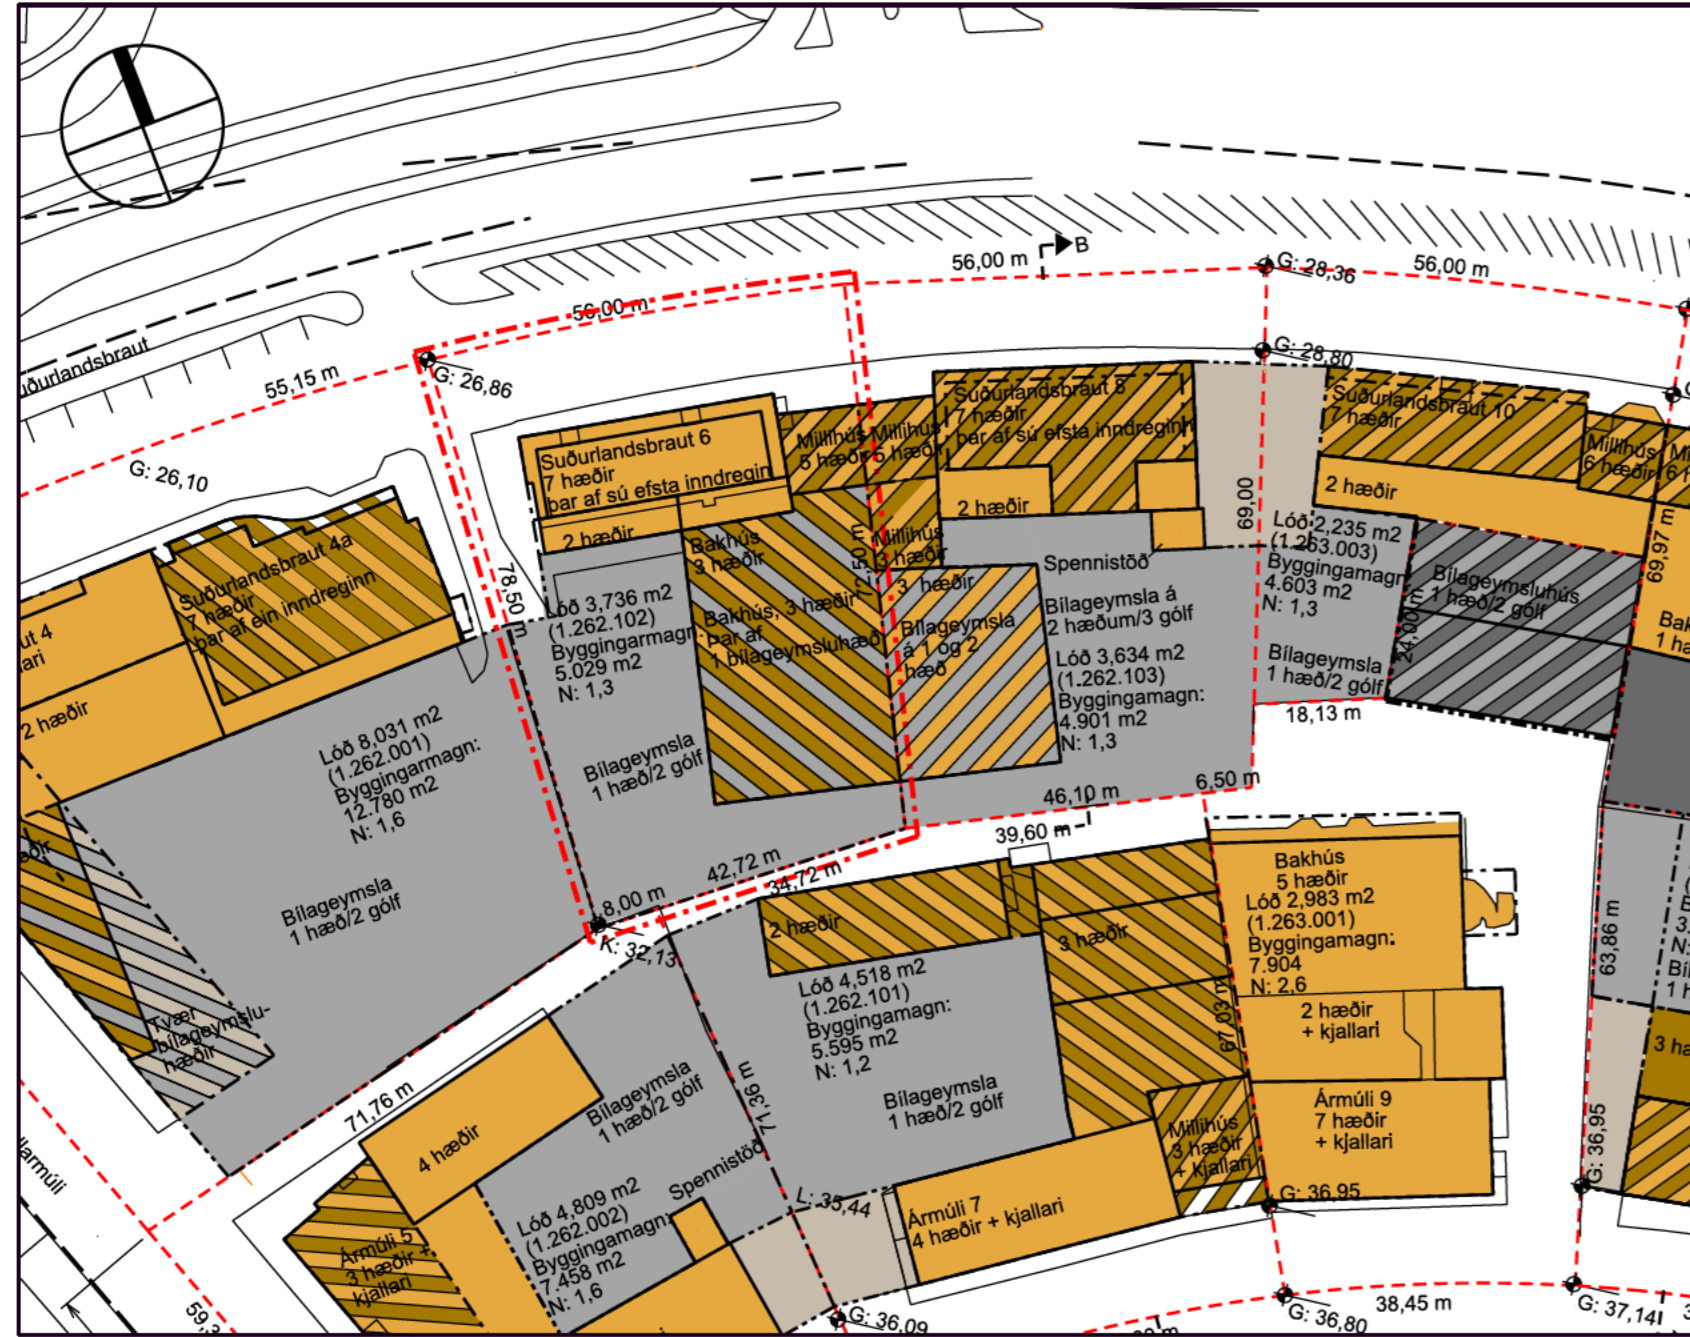 56,00 m
B
G: 28,36
56,00 m
56,00 m
uðurlandsbraut
55,15 m
G: 26,86
G: 28,80
G: 26,10
Suðurlandsbraut 6
7 hæðir
þar af sú efsta inndregin
2 hæðir
Millihús
5 hæðir
Millihús
5 hæði
Suðurlandsbraut 8
7 hæðir
þar af sú efsta inndregin
2 hæðir
Suðurlandsbraut 10
7 hæðir
Millihús
6 hæðir
2 hæðir
Suðurlandsbraut 4a
7 hæðir
þar af ein inndreginn
2 hæðir
78,50 m
72,50 m
69,00
69,97 m
Bakhús
3 hæðir
Millihús
3 hæðir
3 hæðir
Spennistöð
Bílageymsla á
2 hæðum/3 gólf
Lóð 2,235 m2
(1.263.003)
Byggingamagn
4.603 m2
N: 1,3
Bílageymsluhús
1 hæð/2 gólf
24,00 m
Lóð 3,736 m2
(1.262.102)
Byggingarmagn:
5.029 m2
N: 1,3
Bakhús, 3 hæðir
Þar af
1 bílageymsluhæð
Bílageymsla
á 1 og 2
hæð
Lóð 3,634 m2
(1.262.103)
Byggingamagn:
4.901 m2
N: 1,3
Bílageymsla
1 hæð/2 gólf
18,13 m
Lóð 8,031 m2
(1.262.001)
Byggingarmagn:
12.780 m2
N: 1,6
Bílageymsla
1 hæð/2 gólf
Bílageymsla
1 hæð/2 gólf
46,10 m
6,50 m
39,60 m
42,72 m
34,72 m
8,00 m
K: 32,13
2 hæðir
3 hæðir
Bakhús
5 hæðir
Lóð 2,983 m2
(1.263.001)
Byggingamagn:
7.904
N: 2,6
63,86 m
Lóð 4,518 m2
(1.262.101)
Byggingamagn:
5.595 m2
N: 1,2
67,03 m
2 hæðir
+ kjallari
Tvær
bílageymslu-
hæðir
71,76 m
71,36 m
Bílageymsla
1 hæð/2 gólf
Bílageymsla
1 hæð/2 gólf
4 hæðir
Spennistöð
Millihús
3 hæðir
+ kjallari
Ármúli 9
7 hæðir
+ kjallari
G: 36,95
G: 36,95
L: 35,44
Lóð 4,809 m2
(1.262.002)
Byggingamagn:
7.458 m2
N: 1,6
Ármúli 7
4 hæðir + kjallari
Ármúli 5
3 hæðir +
kjallari
G: 36,09
G: 36,80
38,45 m
G: 37,14